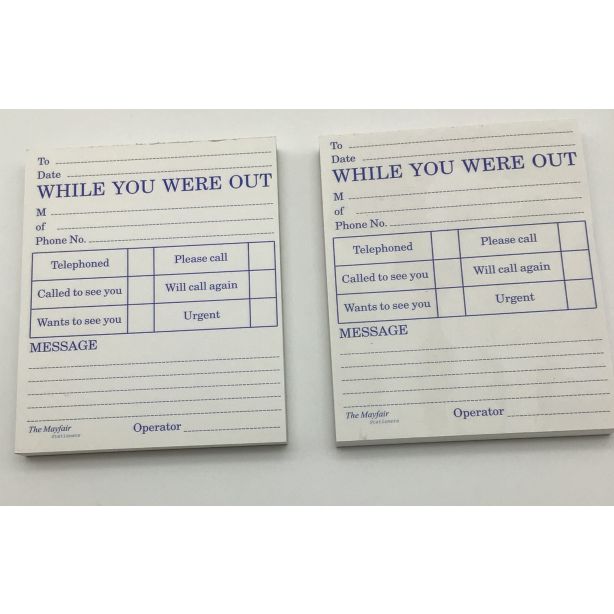 To
Date
WHILE YOU WERE OUT
M
of
Phone No.
Telephoned Please call
Called to see you Will call again
Wants to see you Urgent
MESSAGE
The Mayfair
Stationers
Operator
To
Date
WHILE YOU WERE OUT
M
of
Phone No.
Telephoned Please call
Called to see you Will call again
Wants to see you Urgent
MESSAGE
The Mayfair
Stationers
Operator